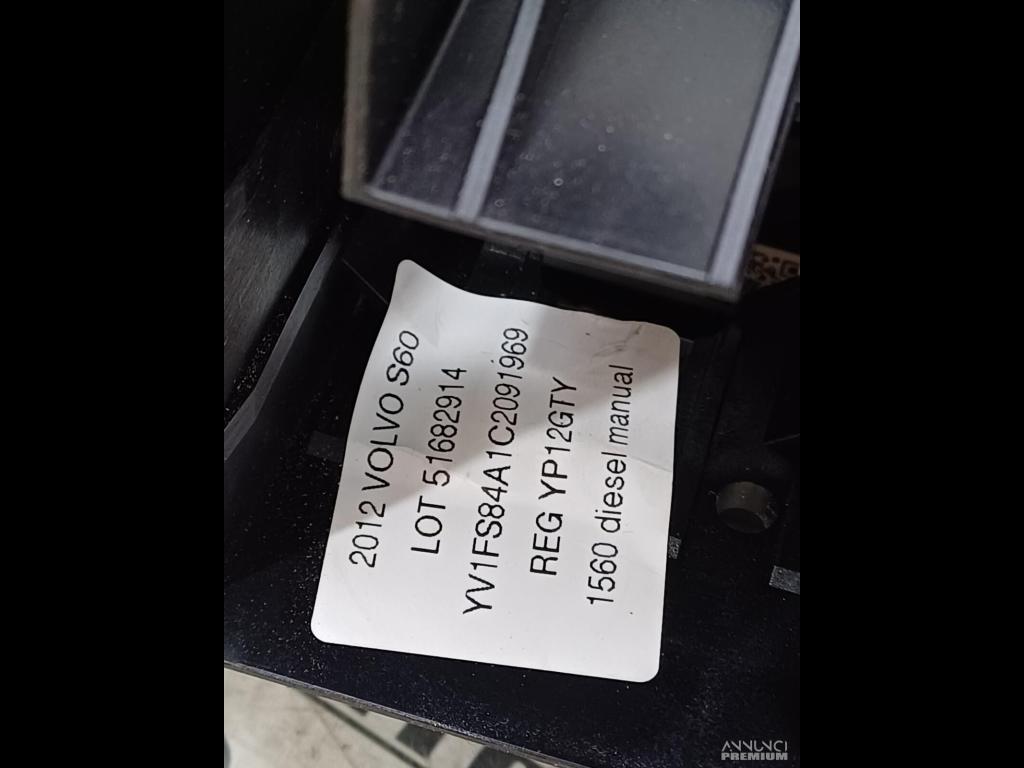 2012 VOLVO S60
LOT 51682914
YV1FS84A1C2091969
REG YP12GTY
1560 diesel manual
ANNUNCI
PREMIUM